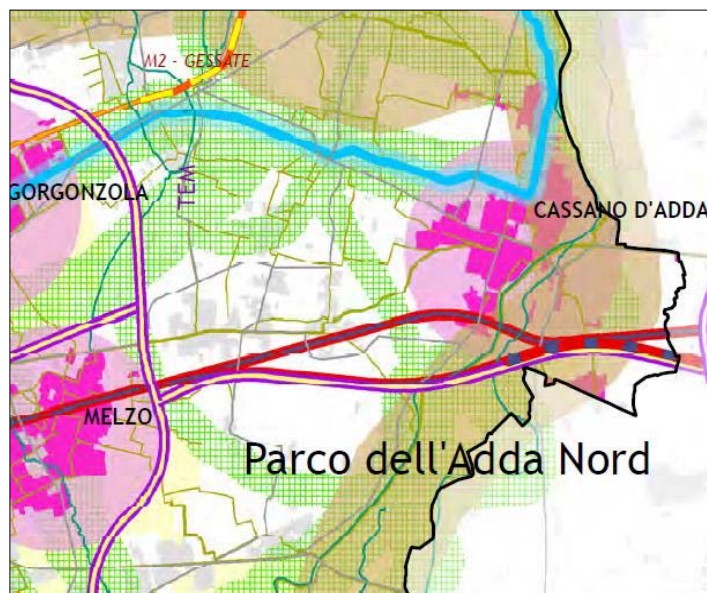 M2 - GESSATE
GORGONZOLA
TEM
CASSANO D'ADDA
MELZO
Parco dell'Adda Nord